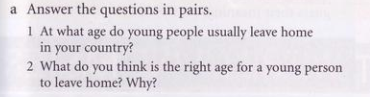 a Answer the questions in pairs.
1 At what age do young people usually leave home
in your country?
2 What do you think is the right age for a young person
to leave home? Why?